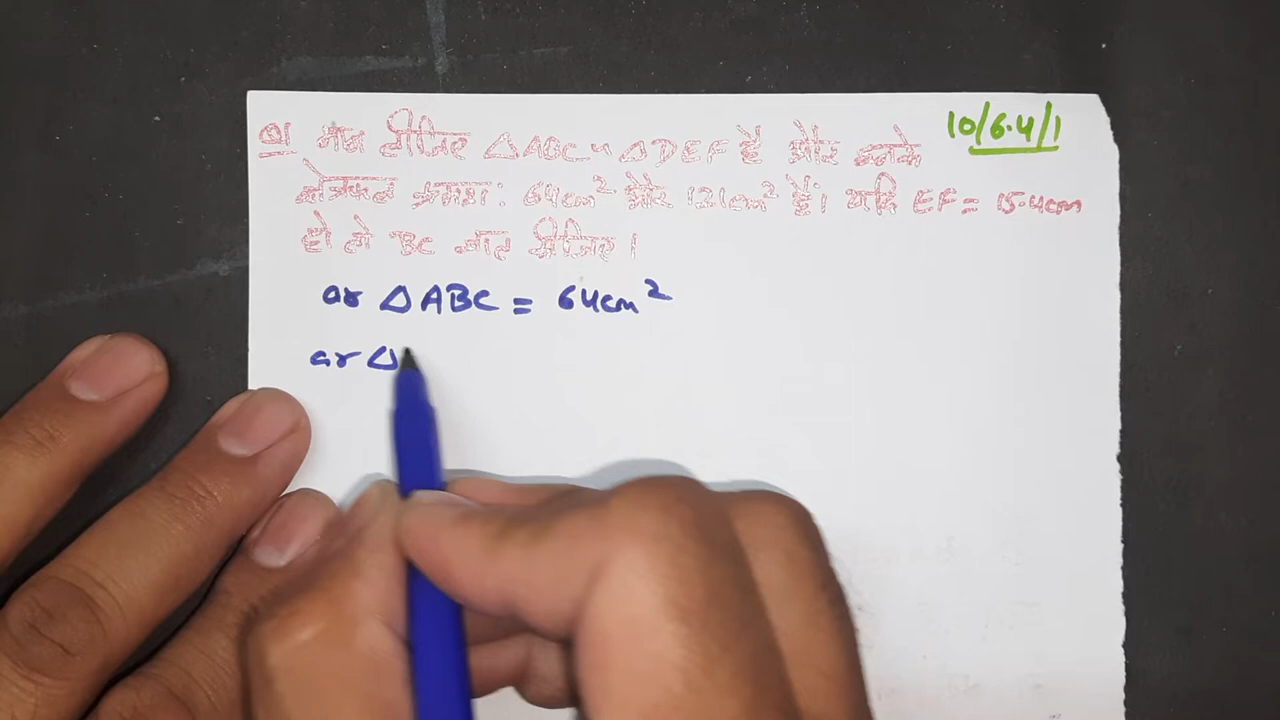 Q1 मान लीजिए △ABC ~ △DEF है और इनके
10/6.4/1
क्षेत्रफल क्रमशः 64cm² और 121cm² हैं। यदि EF = 15.4cm
हो तो BC ज्ञात कीजिए।
ar △ABC = 64cm²
ar △